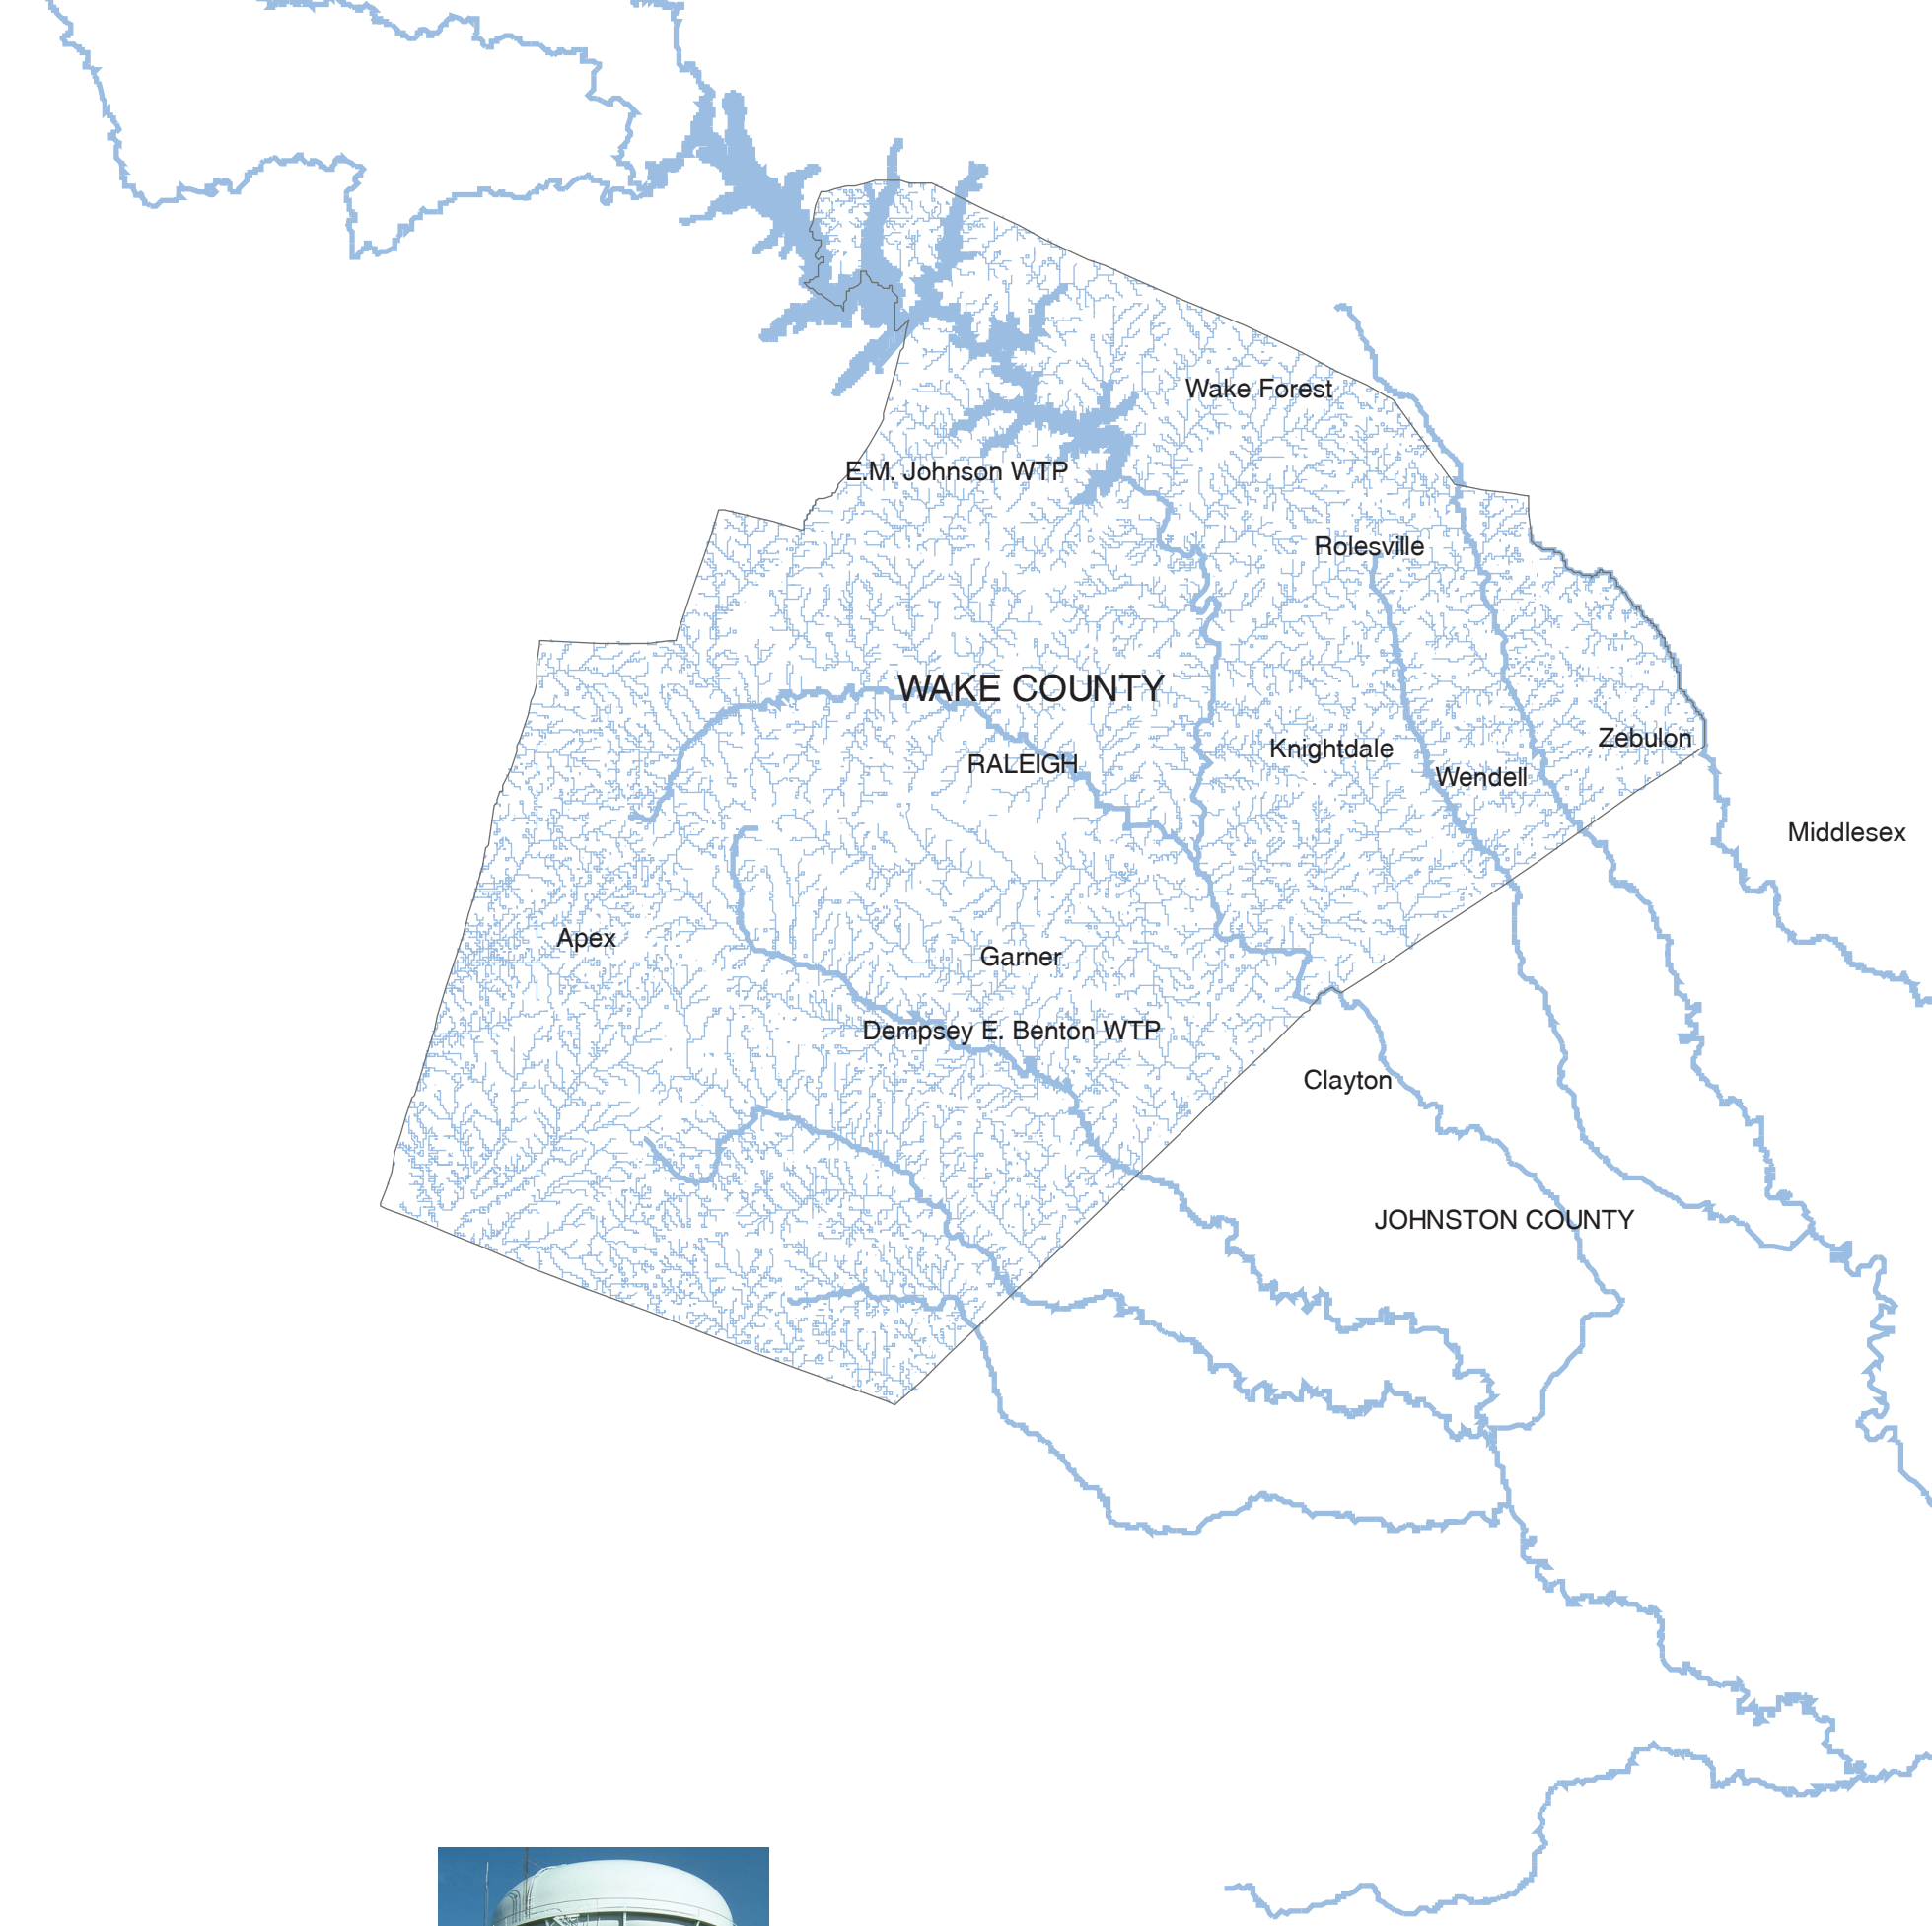 Wake Forest
E.M. Johnson WTP
Rolesville
WAKE COUNTY
Zebulon
Knightdale
RALEIGH
Wendell
Middlesex
Apex
Garner
Dempsey E. Benton WTP
Clayton
JOHNSTON COUNTY